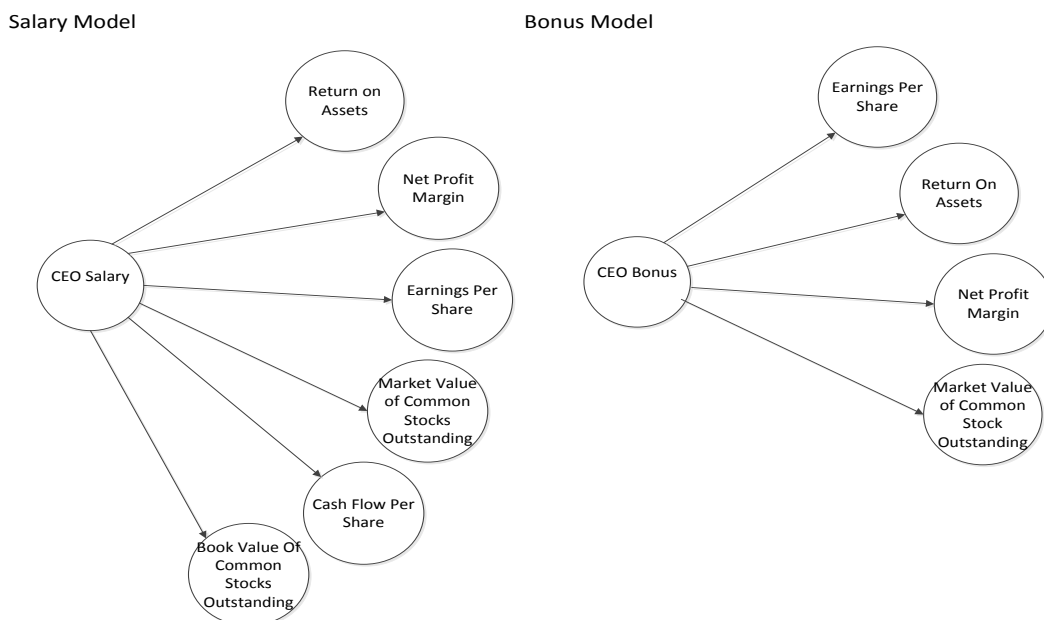 Salary Model
Return on
Assets
Net Profit
Margin
CEO Salary
Earnings Per
Share
Market Value
of Common
Stocks
Outstanding
Cash Flow Per
Share
Book Value Of
Common
Stocks
Outstanding
Bonus Model
Earnings Per
Share
Return On
Assets
CEO Bonus
Net Profit
Margin
Market Value
of Common
Stock
Outstanding